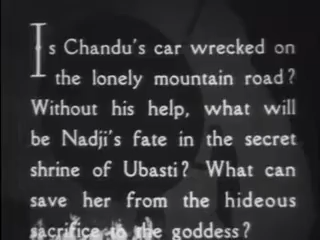 Is Chandu's car wrecked on
the lonely mountain road?
Without his help, what will
be Nadji's fate in the secret
shrine of Ubasti? What can
save her from the hideous
sacrifice to the goddess?